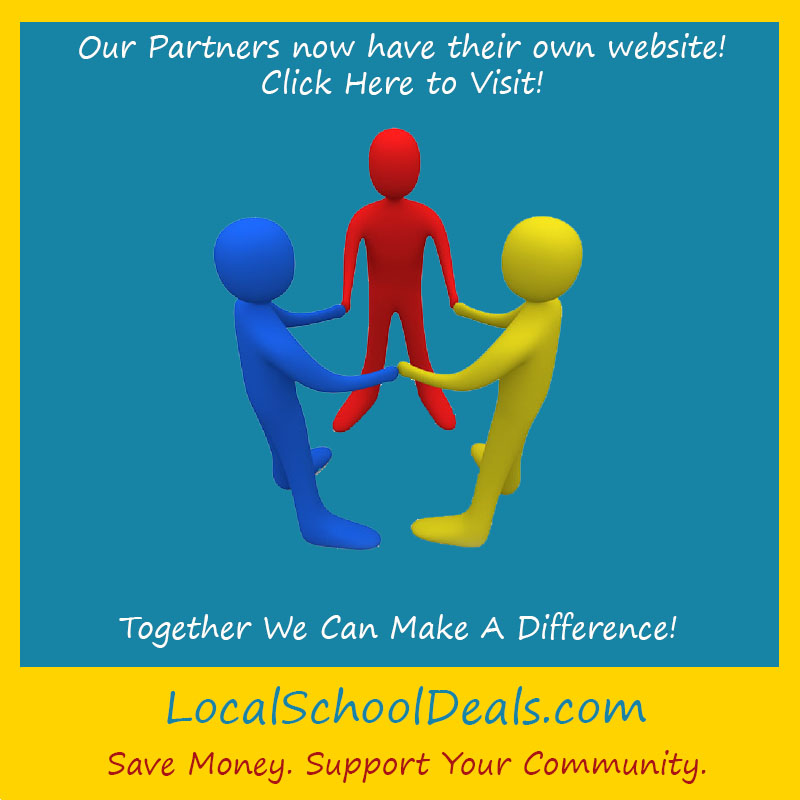 Our Partners now have their own website!
Click Here to Visit!
Together We Can Make A Difference!
LocalSchoolDeals.com
Save Money. Support Your Community.